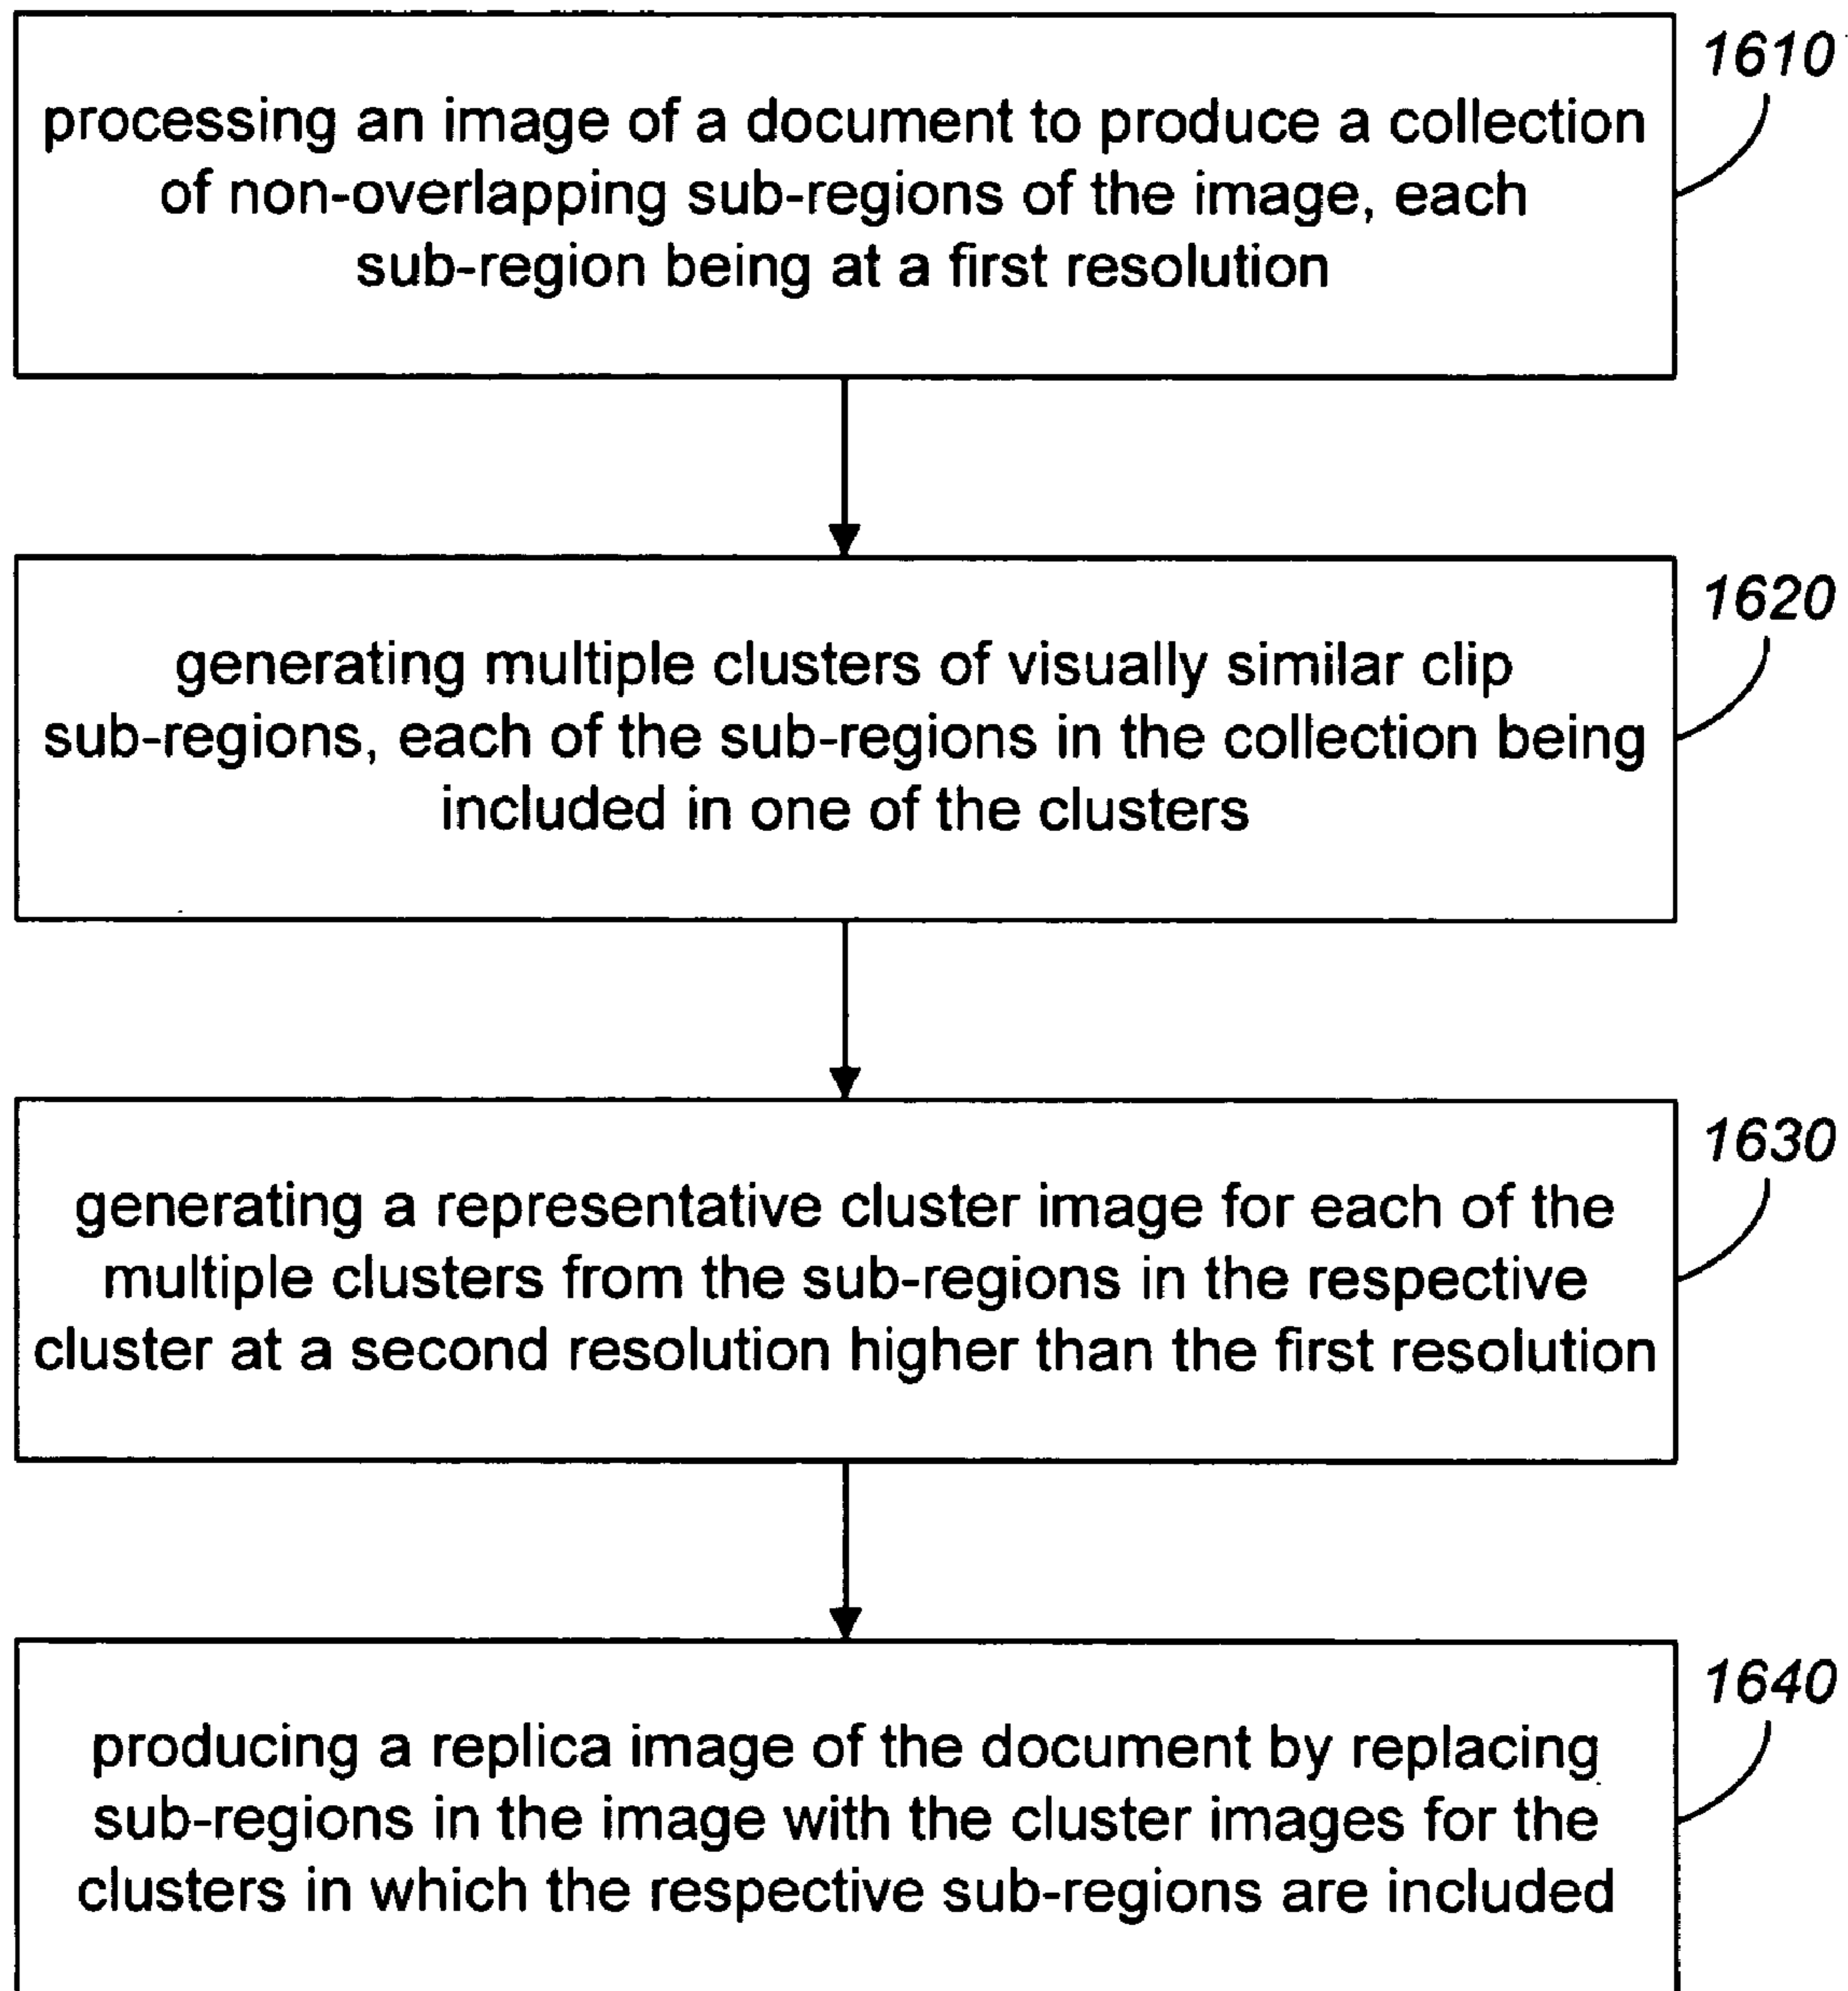 1610
processing an image of a document to produce a collection
of non-overlapping sub-regions of the image, each
sub-region being at a first resolution
1620
generating multiple clusters of visually similar clip
sub-regions, each of the sub-regions in the collection being
included in one of the clusters
1630
generating a representative cluster image for each of the
multiple clusters from the sub-regions in the respective
cluster at a second resolution higher than the first resolution
1640
producing a replica image of the document by replacing
sub-regions in the image with the cluster images for the
clusters in which the respective sub-regions are included